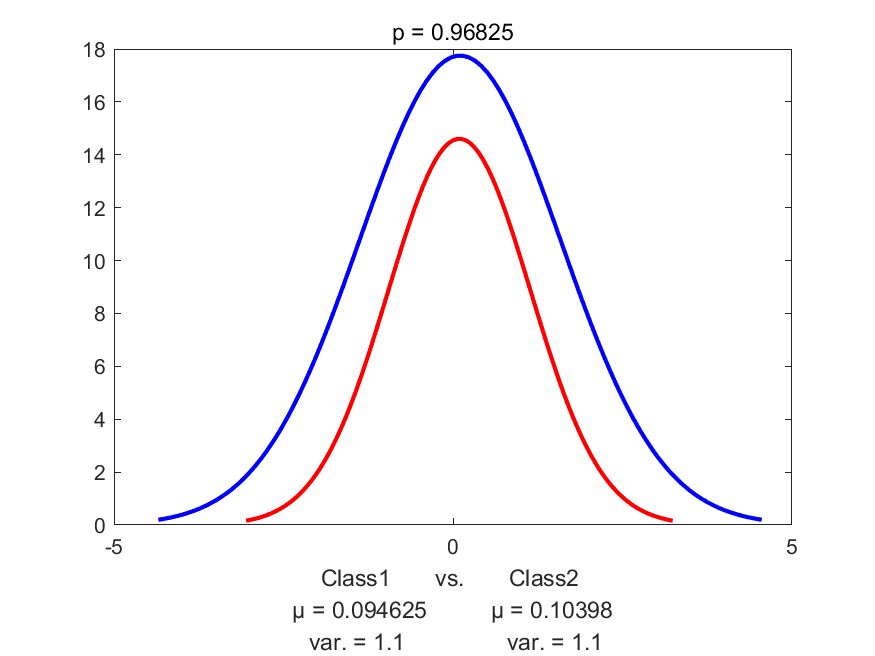 p = 0.96825
18
16
14
12
10
8
6
4
2
0
-5 0 5
Class1 vs. Class2
μ = 0.094625 μ = 0.10398
var. = 1.1 var. = 1.1